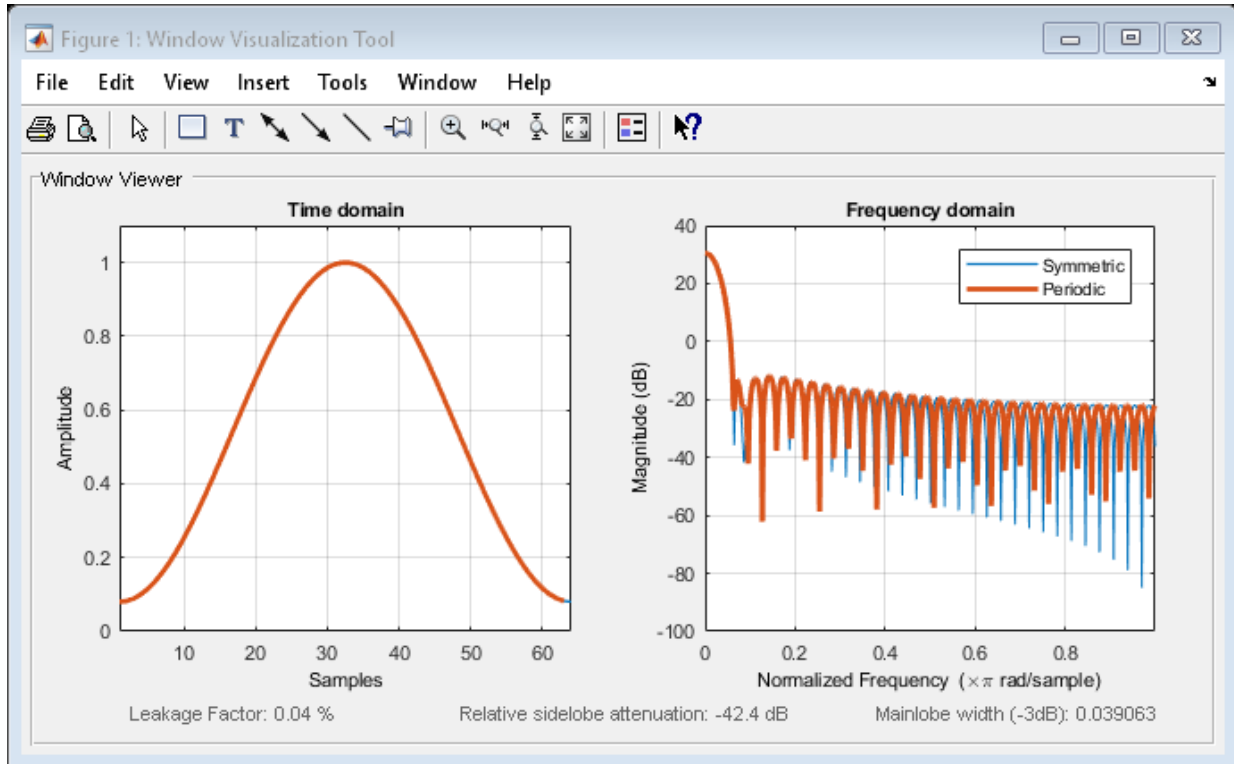 Figure 1: Window Visualization Tool
File Edit View Insert Tools Window Help
T
?
Window Viewer
Time domain
1
0.8
0.6
0.4
0.2
0
Amplitude
10 20 30 40 50 60
Samples
Frequency domain
Symmetric
Periodic
40
20
0
-20
-40
-60
-80
-100
Magnitude (dB)
0 0.2 0.4 0.6 0.8
Normalized Frequency (×π rad/sample)
Leakage Factor: 0.04 % Relative sidelobe attenuation: -42.4 dB Mainlobe width (-3dB): 0.039063